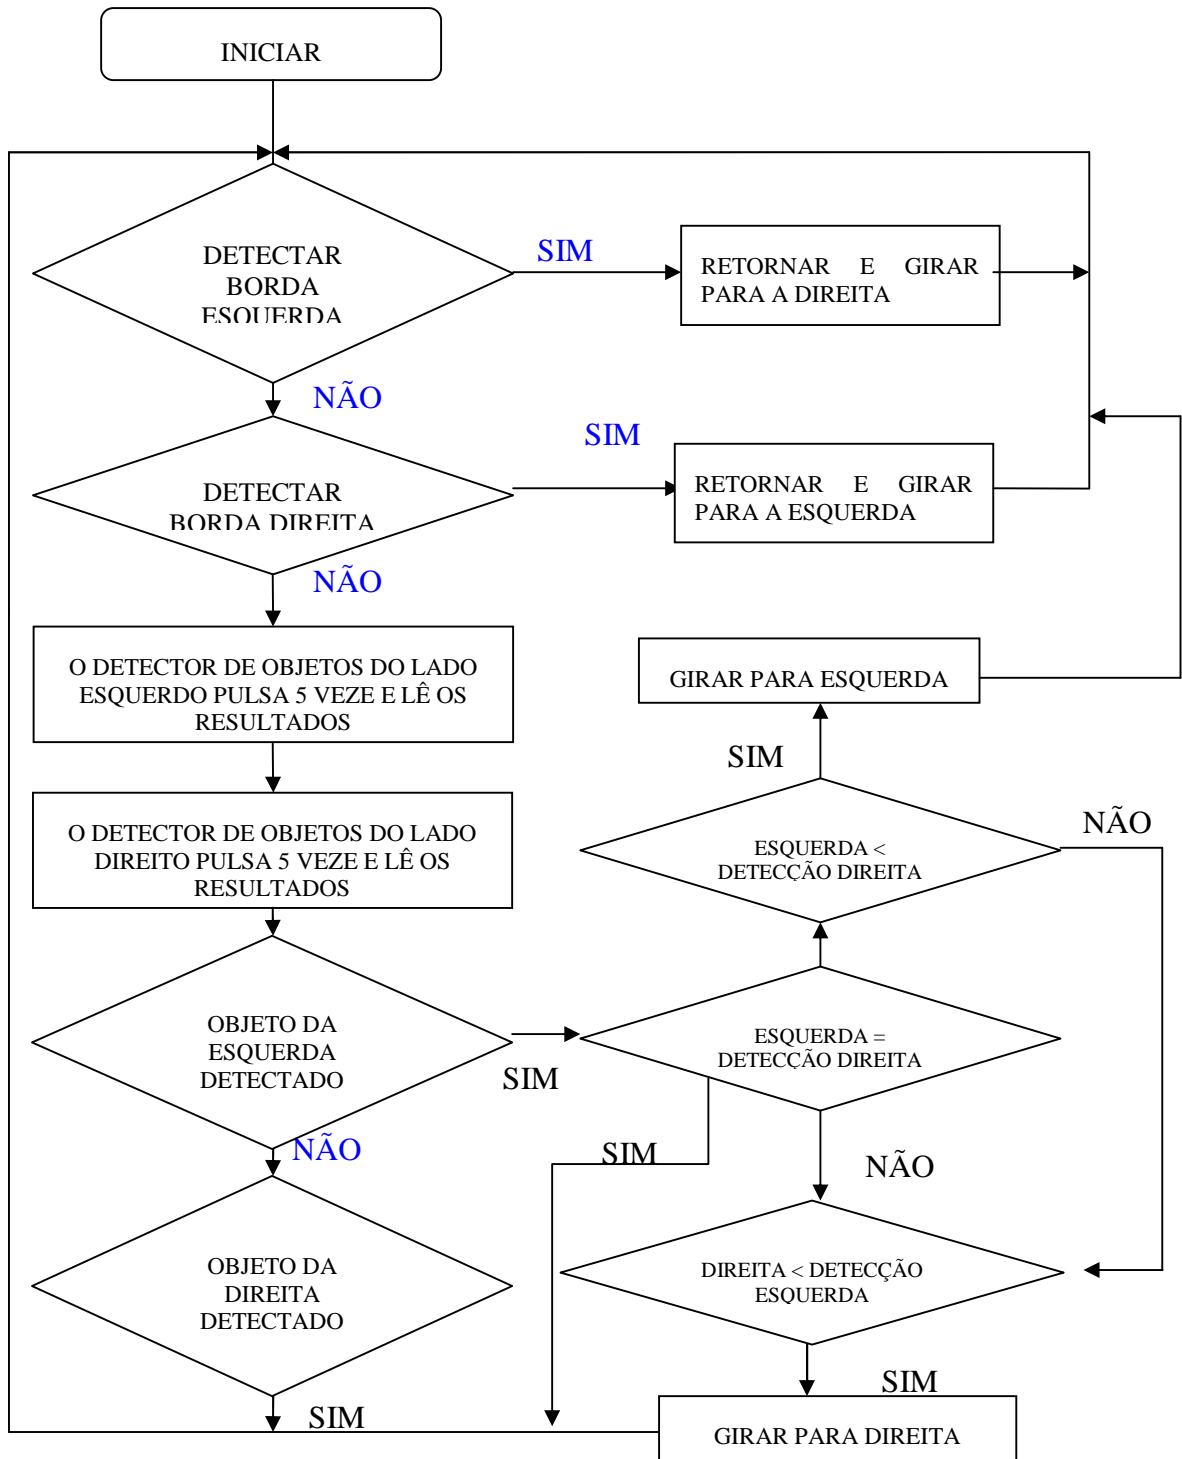 INICIAR
DETECTAR
BORDA
ESQUERDA
SIM
RETORNAR E GIRAR
PARA A DIREITA
NÃO
SIM
DETECTAR
BORDA DIREITA
RETORNAR E GIRAR
PARA A ESQUERDA
NÃO
O DETECTOR DE OBJETOS DO LADO
ESQUERDO PULSA 5 VEZE E LÊ OS
RESULTADOS
GIRAR PARA ESQUERDA
SIM
O DETECTOR DE OBJETOS DO LADO
DIREITO PULSA 5 VEZE E LÊ OS
RESULTADOS
NÃO
ESQUERDA <
DETECÇÃO DIREITA
OBJETO DA
ESQUERDA
DETECTADO
SIM
ESQUERDA =
DETECÇÃO DIREITA
NÃO
SIM
NÃO
OBJETO DA
DIREITA
DETECTADO
DIREITA < DETECÇÃO
ESQUERDA
SIM
SIM
GIRAR PARA DIREITA